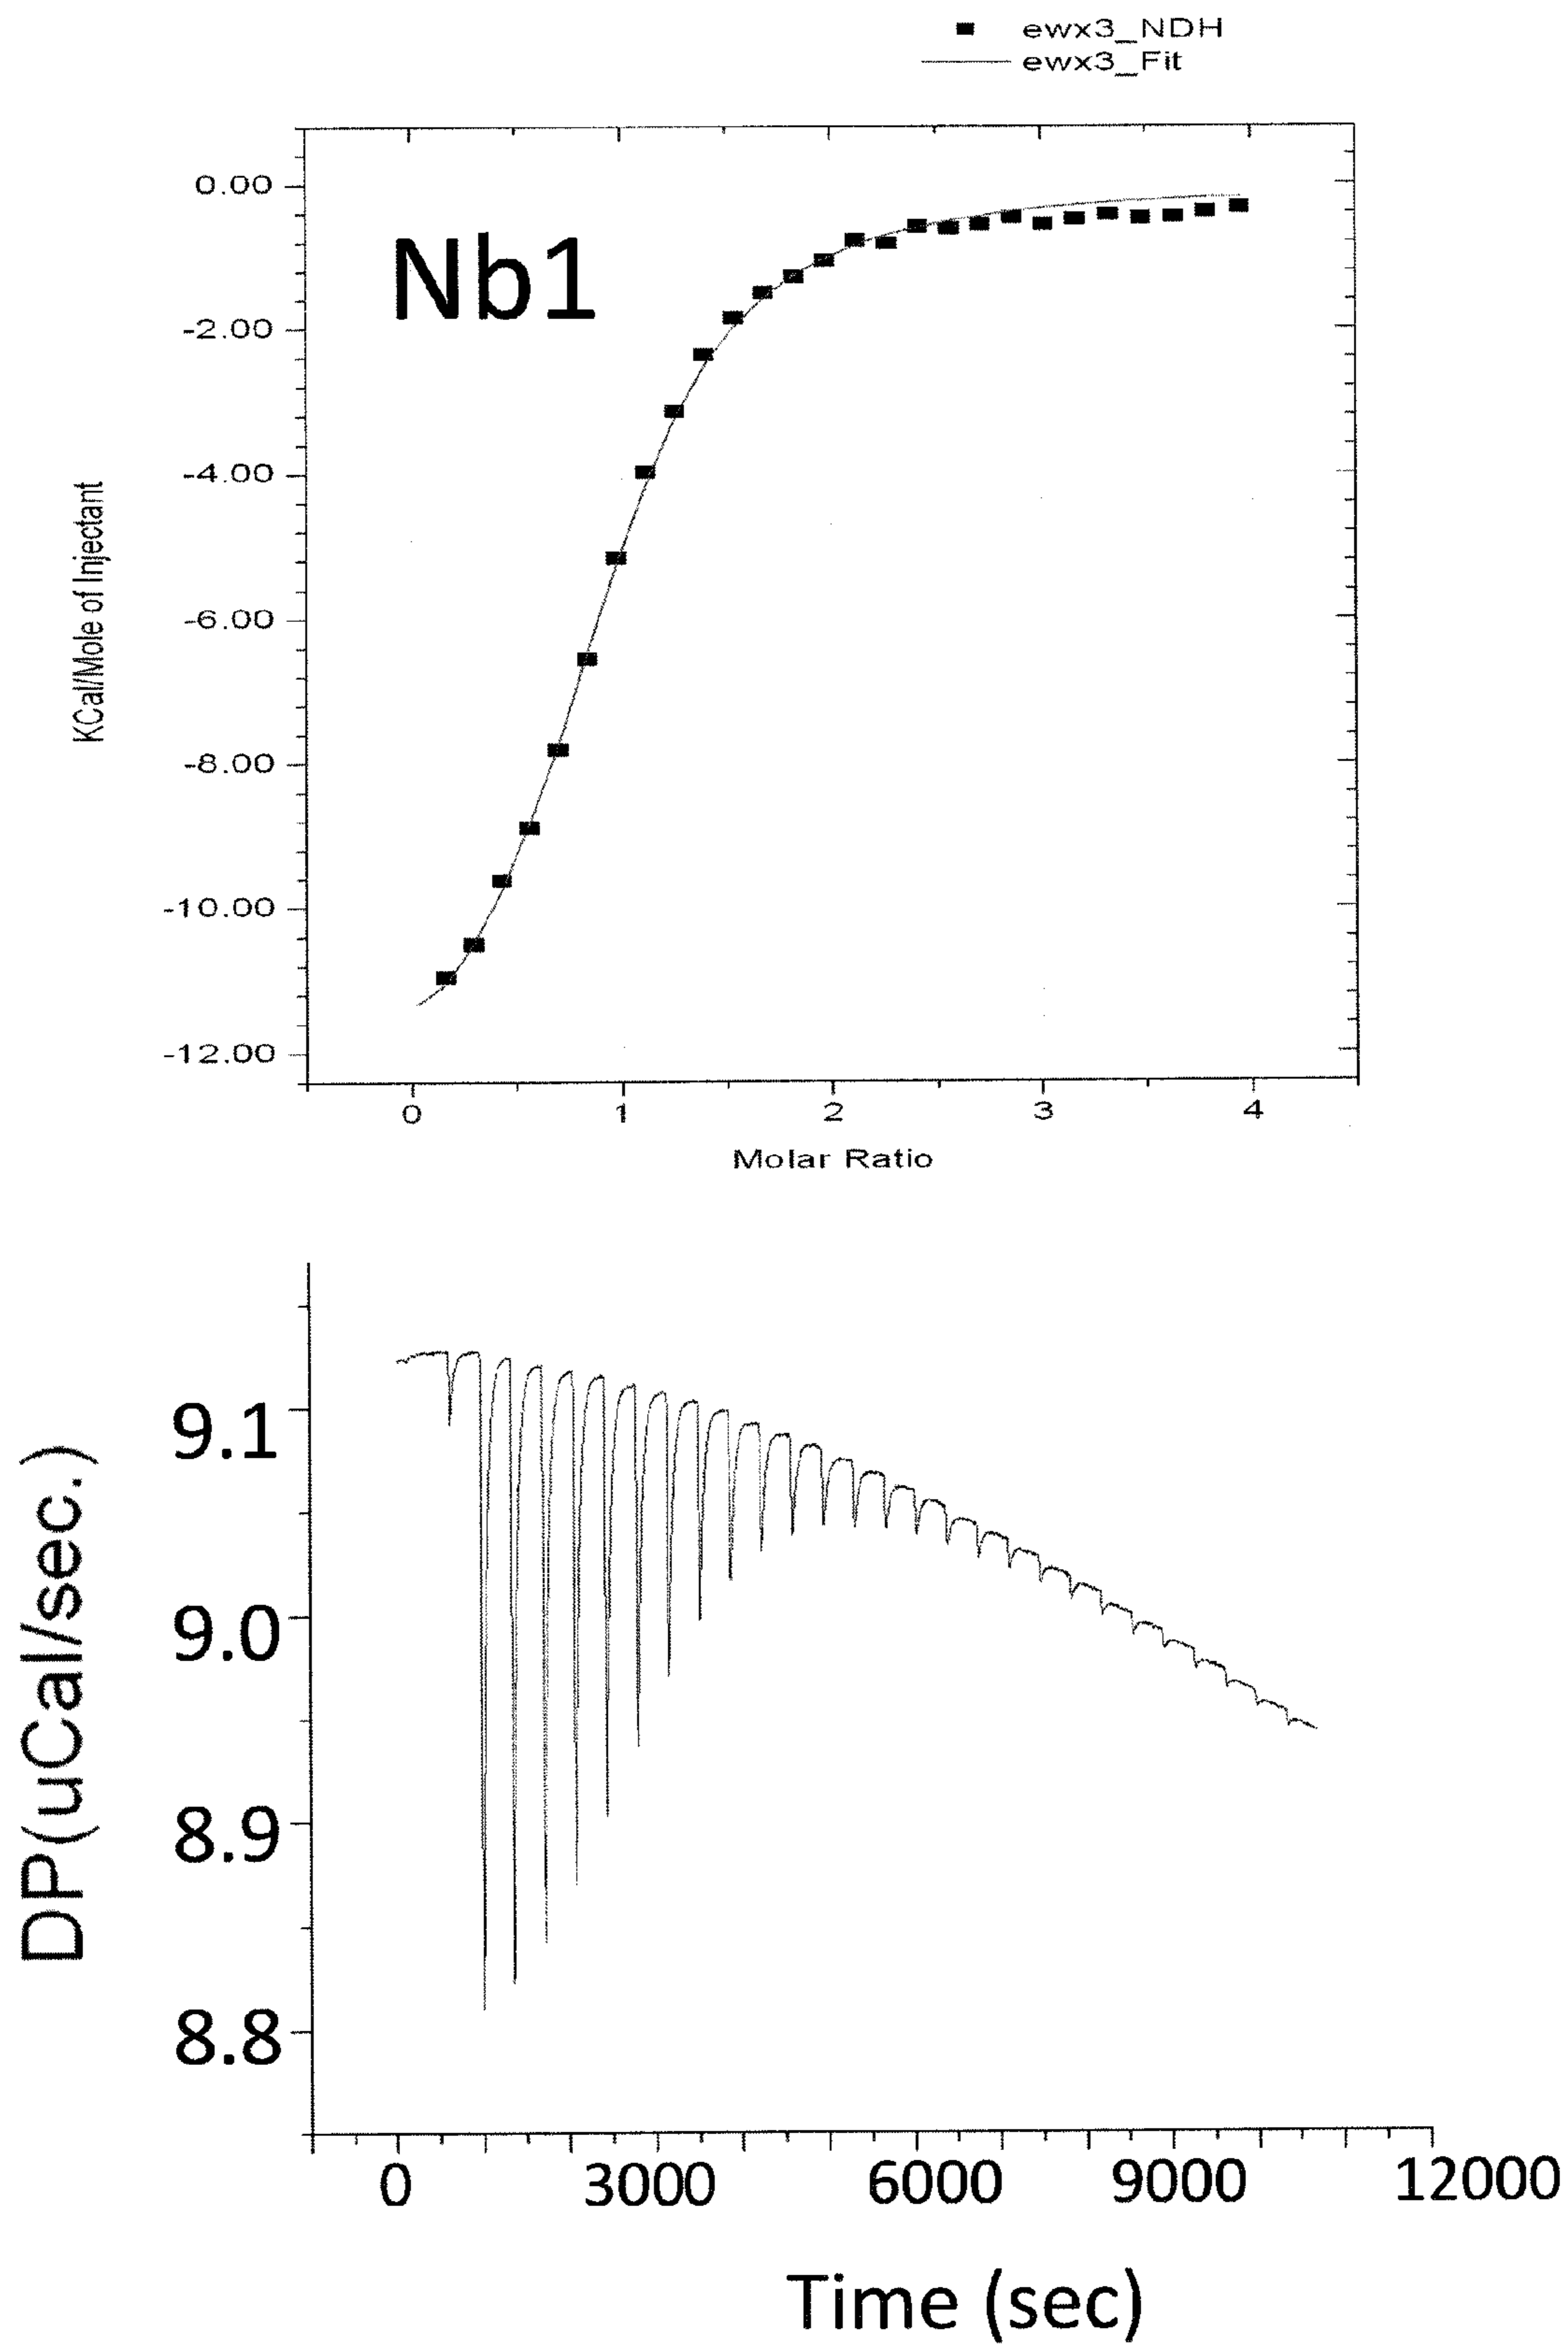 ewx3_NDH
ewx3_Fit
Nb1
0.00
-2.00
-4.00
-6.00
-8.00
-10.00
-12.00
KCal/Mole of Injectant
0 1 2 3 4
Molar Ratio
9.1
9.0
8.9
8.8
DP(uCal/sec.)
0 3000 6000 9000 12000
Time (sec)